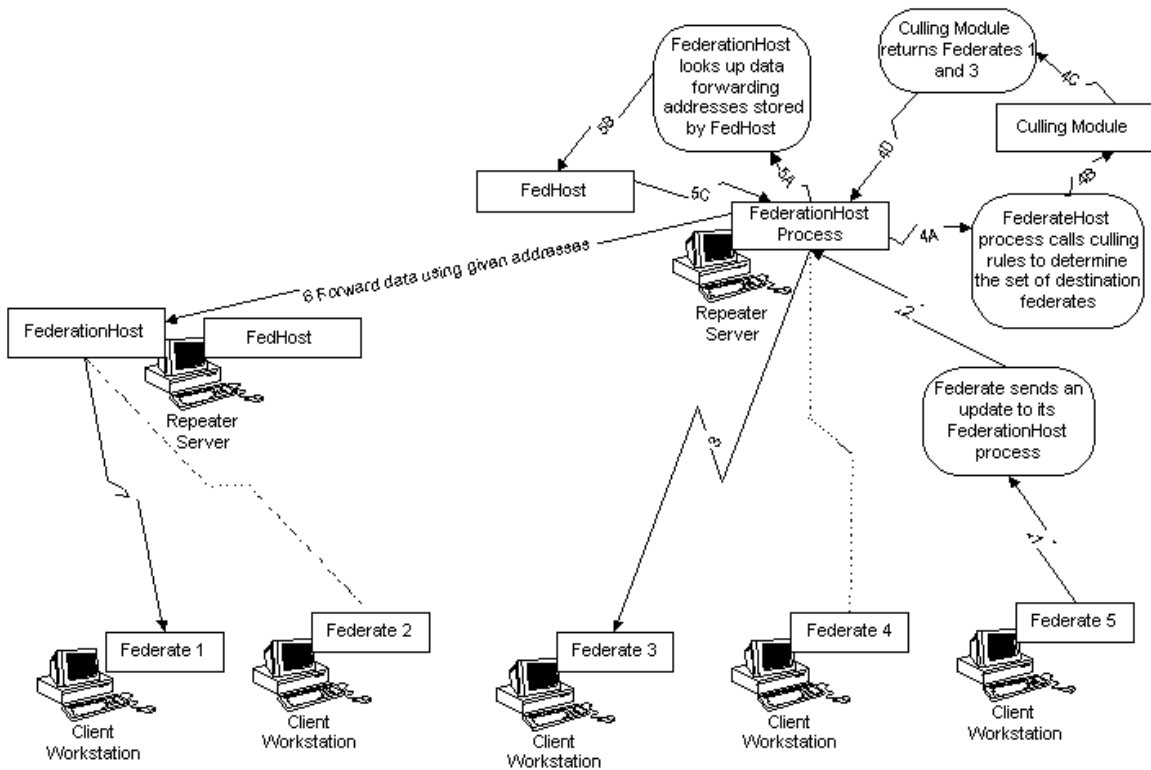 FederationHost
looks up data
forwarding
addresses stored
by FedHost
Culling Module
returns Federates 1
and 3
4C
5B
4D
Culling Module
4B
5A
FedHost
5C
FederationHost
Process
4A
FederateHost
process calls culling
rules to determine
the set of destination
federates
6 Forward data using given addresses
Repeater
Server
2
FederationHost
FedHost
Repeater
Server
Federate sends an
update to its
FederationHost
process
3
1
Federate 1
Federate 2
Federate 3
Federate 4
Federate 5
Client
Workstation
Client
Workstation
Client
Workstation
Client
Workstation
Client
Workstation